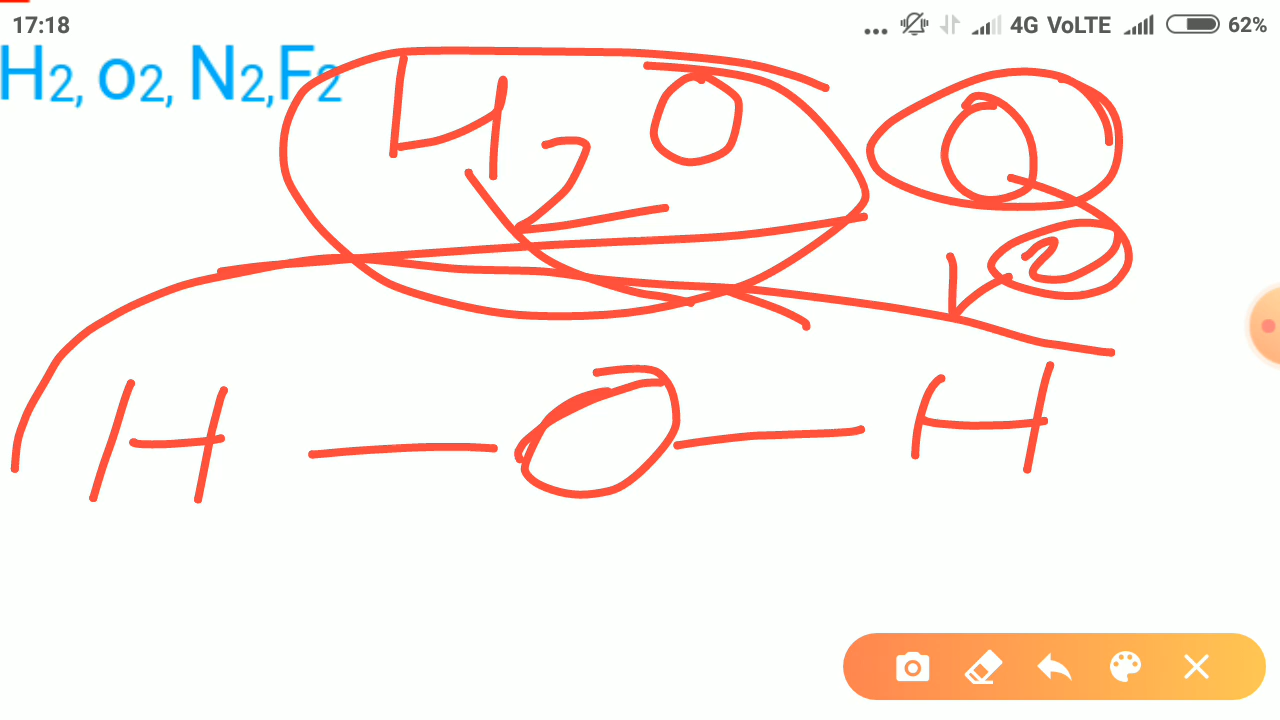 17:18 ... 4G VoLTE 62%
H2, o2, N2,F2
H2O O
2
H — O — H